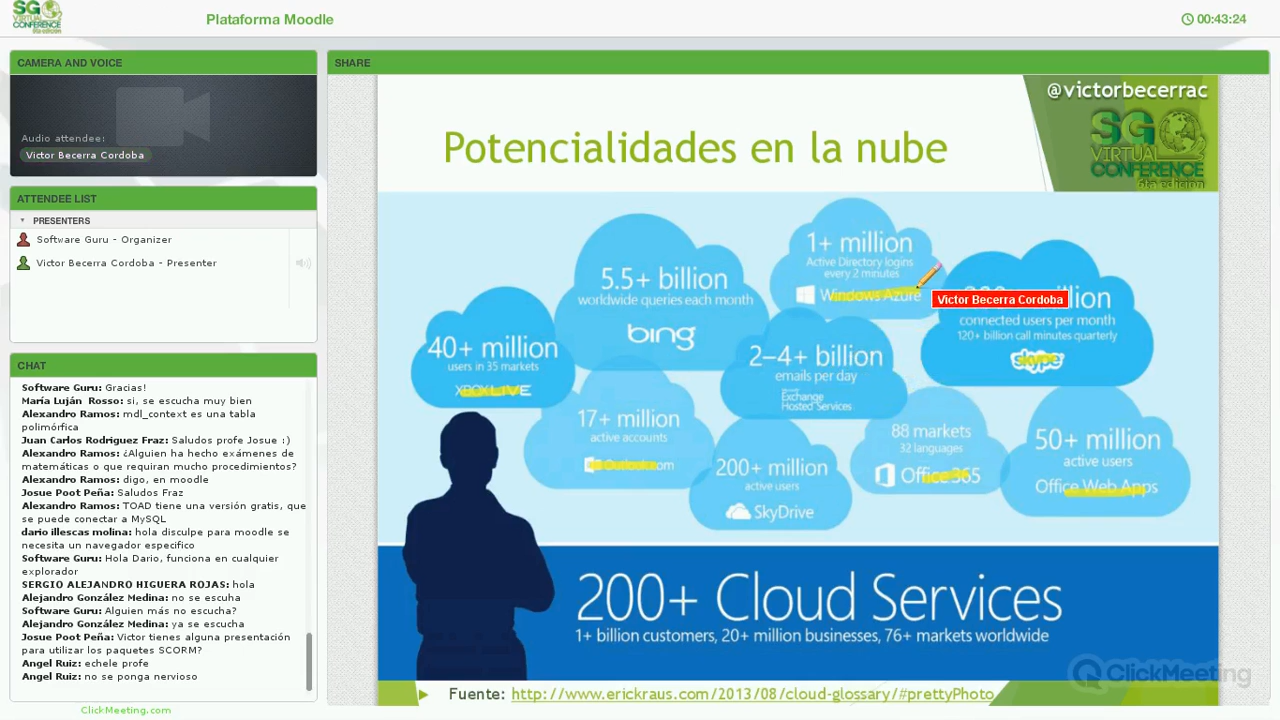 SG
VIRTUAL
CONFERENCE
6ta edición
Plataforma Moodle
00:43:24
CAMERA AND VOICE
Audio attendee:
Victor Becerra Cordoba
ATTENDEE LIST
PRESENTERS
Software Guru - Organizer
Victor Becerra Cordoba - Presenter
CHAT
Software Guru: Gracias!
María Luján Rosso: si, se escucha muy bien
Alexandro Ramos: mdl_context es una tabla
polimórfica
Juan Carlos Rodriguez Fraz: Saludos profe Josue :)
Alexandro Ramos: ¿Alguien ha hecho exámenes de
matemáticas o que requiran mucho procedimientos?
Alexandro Ramos: digo, en moodle
Josue Poot Peña: Saludos Fraz
Alexandro Ramos: TOAD tiene una versión gratis, que
se puede conectar a MySQL
dario illescas molina: hola disculpe para moodle se
necesita un navegador especifico
Software Guru: Hola Dario, funciona en cualquier
explorador
SERGIO ALEJANDRO HIGUERA ROJAS: hola
Alejandro González Medina: no se escuha
Software Guru: Alguien más no escucha?
Alejandro González Medina: ya se escucha
Josue Poot Peña: Victor tienes alguna presentación
para utilizar los paquetes SCORM?
Angel Ruiz: echele profe
Angel Ruiz: no se ponga nervioso
ClickMeeting.com
SHARE
@victorbecerrac
SG
VIRTUAL
CONFERENCE
6ta edición
Potencialidades en la nube
40+ million
users in 35 markets
XBOX LIVE
5.5+ billion
worldwide queries each month
bing
1+ million
Active Directory logins
every 2 minutes
Windows Azure
Victor Becerra Cordoba
connected users per month
120+ billion call minutes quarterly
skype
17+ million
active accounts
Outlook.com
2–4+ billion
emails per day
Exchange
Hosted Services
200+ million
active users
SkyDrive
88 markets
32 languages
Office 365
50+ million
active users
Office Web Apps
200+ Cloud Services
1+ billion customers, 20+ million businesses, 76+ markets worldwide
Fuente: http://www.erickraus.com/2013/08/cloud-glossary/#prettyPhoto
ClickMeeting